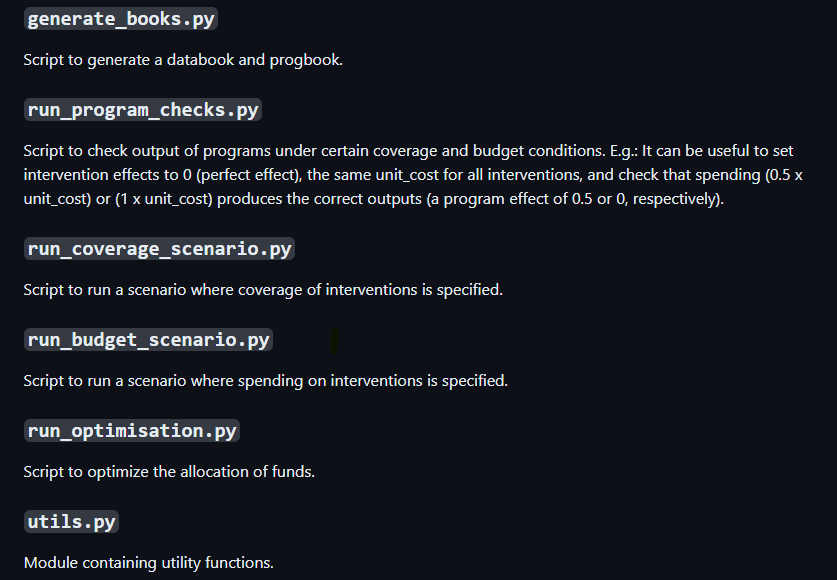 generate_books.py
Script to generate a databook and progbook.
run_program_checks.py
Script to check output of programs under certain coverage and budget conditions. E.g.: It can be useful to set
intervention effects to 0 (perfect effect), the same unit_cost for all interventions, and check that spending (0.5 x
unit_cost) or (1 x unit_cost) produces the correct outputs (a program effect of 0.5 or 0, respectively).
run_coverage_scenario.py
Script to run a scenario where coverage of interventions is specified.
run_budget_scenario.py
Script to run a scenario where spending on interventions is specified.
run_optimisation.py
Script to optimize the allocation of funds.
utils.py
Module containing utility functions.